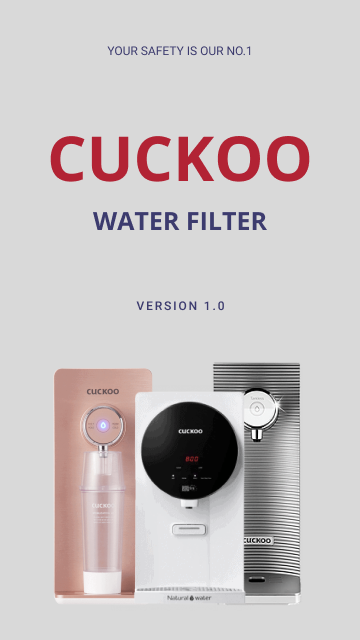 YOUR SAFETY IS OUR NO.1
CUCKOO
WATER FILTER
VERSION 1.0
CUCKOO
CUCKOO
CUCKOO
CUCKOO
Natural water